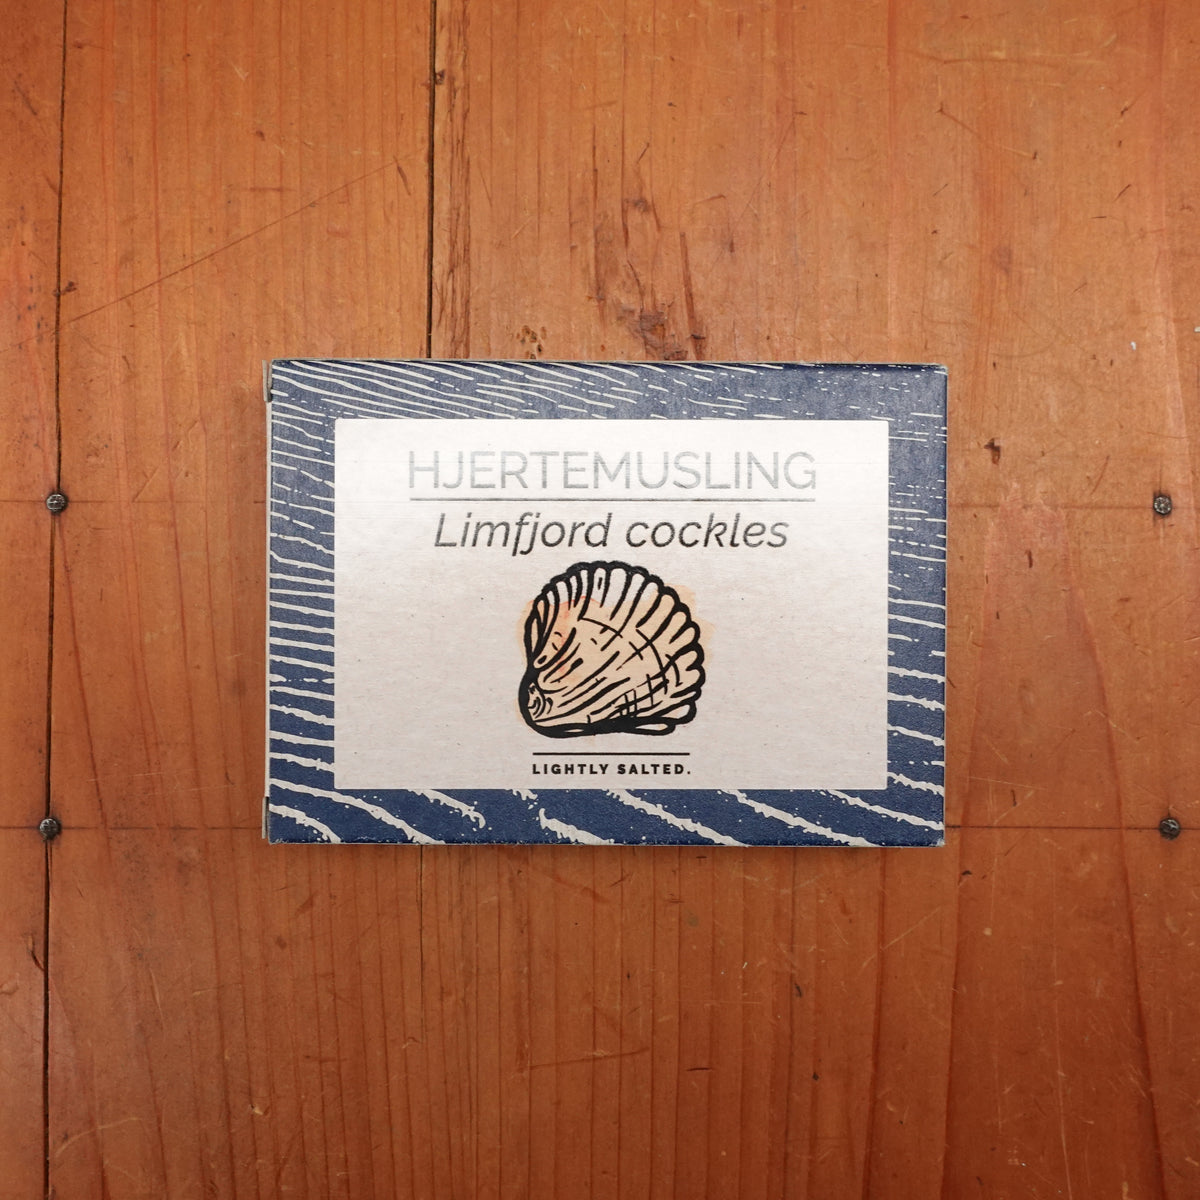 HJERTEMUSLING
Limfjord cockles
LIGHTLY SALTED.